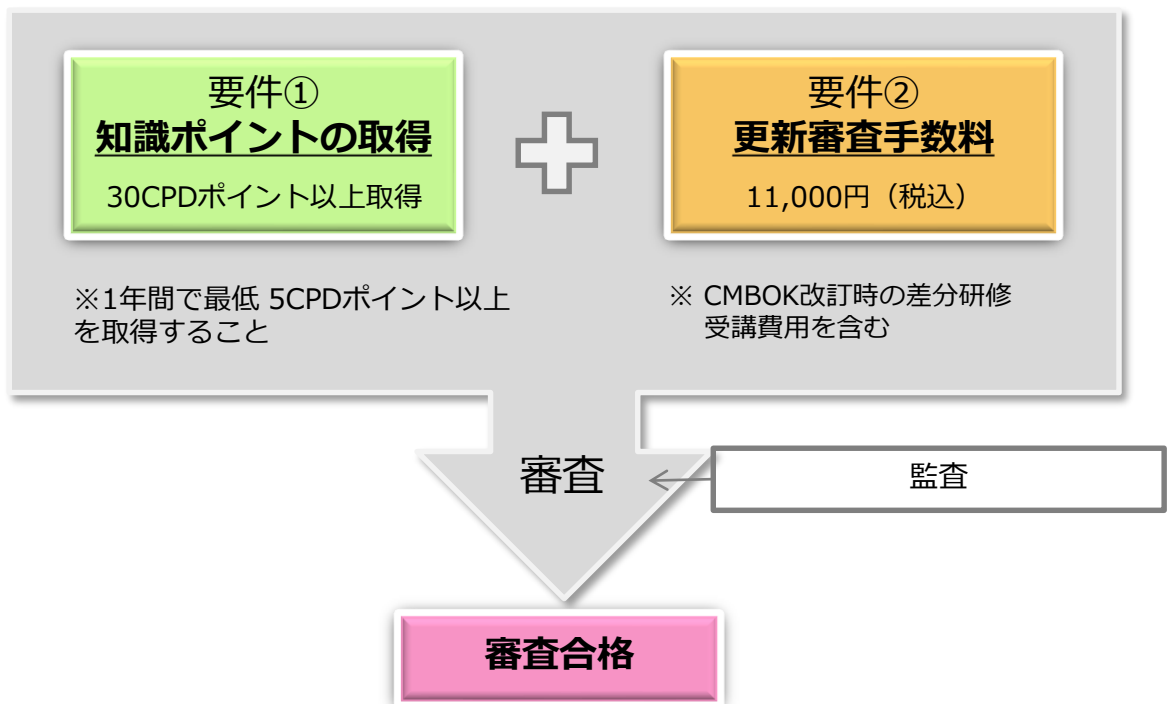 要件①
知識ポイントの取得
30CPDポイント以上取得
要件②
更新審査手数料
11,000円（税込）
※1年間で最低 5CPDポイント以上
を取得すること
※ CMBOK改訂時の差分研修
受講費用を含む
審査
監査
審査合格